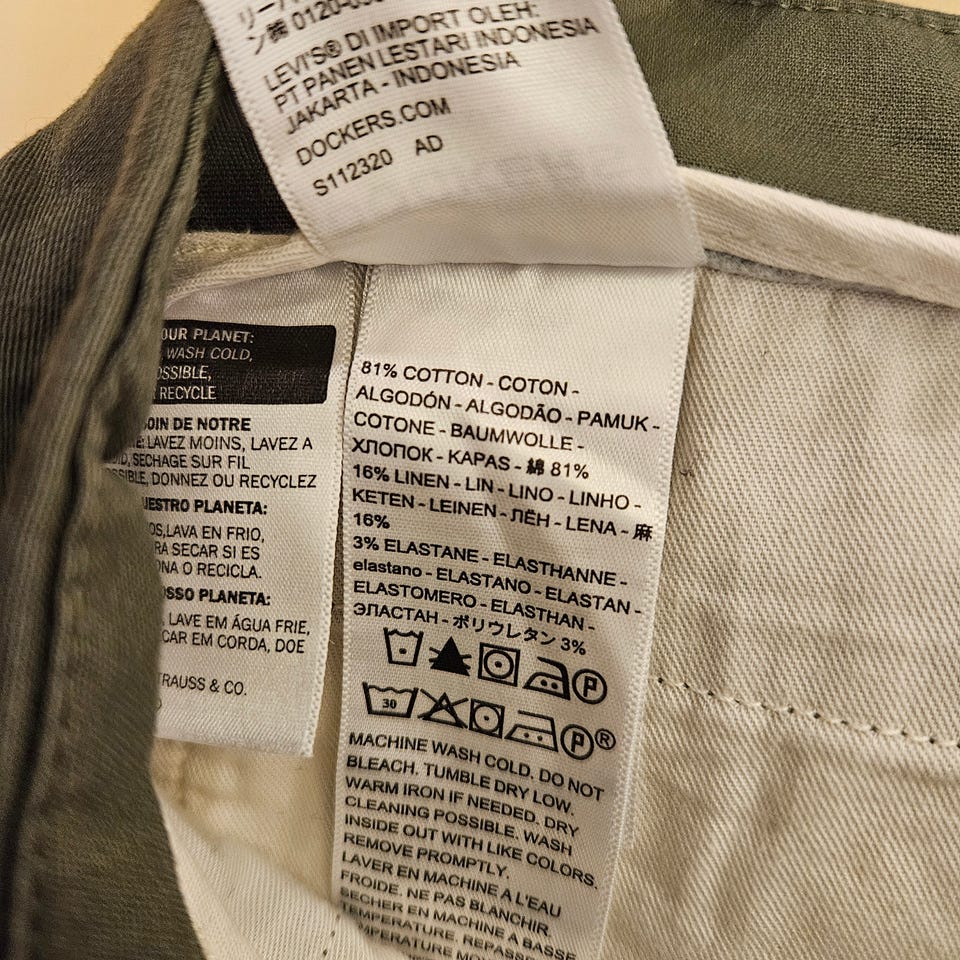 LEVI'S® DI IMPORT OLEH:
PT PANEN LESTARI INDONESIA
JAKARTA - INDONESIA
DOCKERS.COM
S112320 AD
OUR PLANET:
WASH COLD,
RECYCLE
DE NOTRE
LAVEZ MOINS, LAVEZ A
SECHAGE SUR FIL
DONNEZ OU RECYCLEZ
PLANETA:
LAVA EN FRIO,
SECAR SI ES
O RECICLA.
PLANETA:
LAVE EM ÁGUA FRIE,
EM CORDA, DOE
& CO.
81% COTTON - COTON -
ALGODÓN - ALGODÃO - PAMUK -
COTONE - BAUMWOLLE -
ХЛОПОК - KAPAS - 綿 81%
16% LINEN - LIN - LINO - LINHO -
KETEN - LEINEN - ЛЁН - LENA - 麻
16%
3% ELASTANE - ELASTHANNE -
elastano - ELASTANO - ELASTAN -
ELASTOMERO - ELASTHAN -
ЭЛАСТАН - ポリウレタン 3%
P
30 P®
MACHINE WASH COLD. DO NOT
BLEACH. TUMBLE DRY LOW.
WARM IRON IF NEEDED. DRY
CLEANING POSSIBLE. WASH
INSIDE OUT WITH LIKE COLORS.
REMOVE PROMPTLY.
LAVER EN MACHINE A L'EAU
FROIDE. NE PAS BLANCHIR.
SECHER EN MACHINE A BASSE
TEMPERATURE. REPASSER